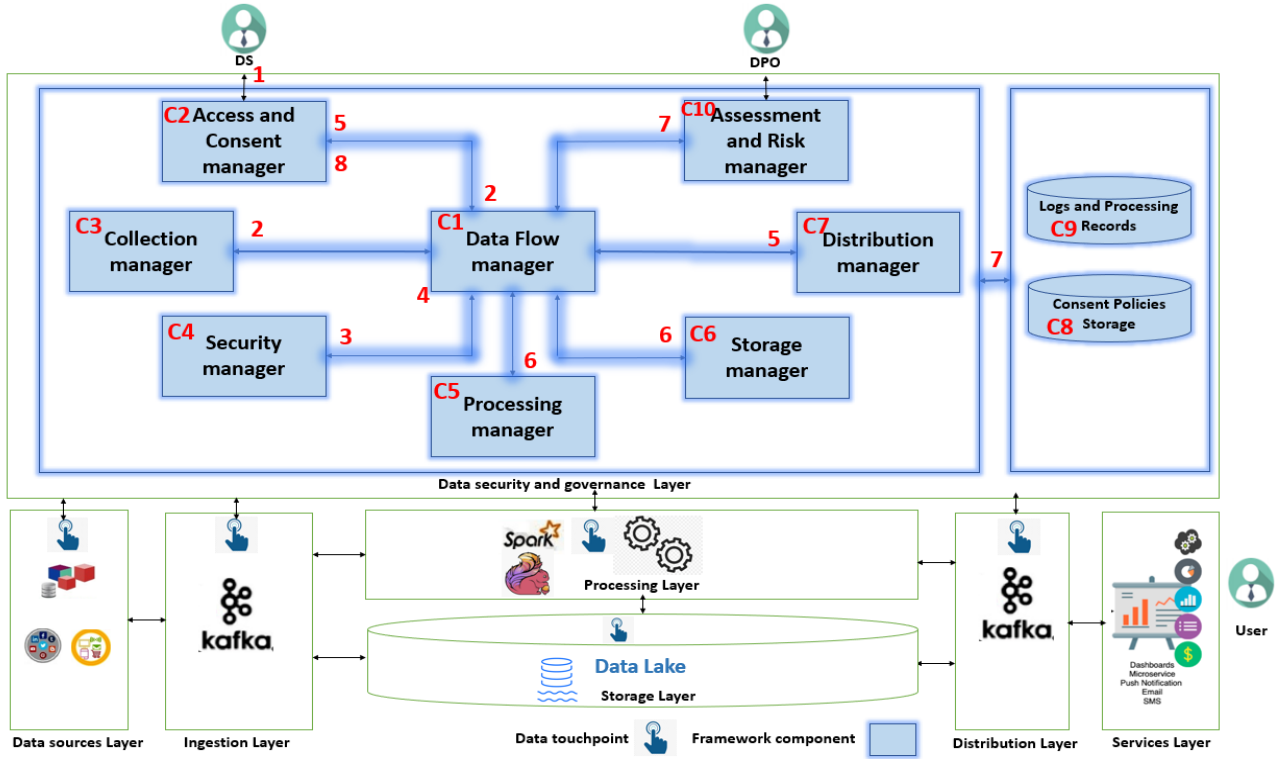 DS
DPO
1
C2 Access and
Consent
manager
5
8
7
C10 Assessment
and Risk
manager
2
C3 Collection
manager
2
C1 Data Flow
manager
4
5
C7 Distribution
manager
7
Logs and Processing
C9 Records
Consent Policies
C8 Storage
C4 Security
manager
3
6
C5 Processing
manager
6
C6 Storage
manager
Data security and governance Layer
Spark
Processing Layer
kafka
kafka
Data Lake
Storage Layer
Dashboards
Microservice
Push Notification
Email
SMS
User
Data sources Layer
Ingestion Layer
Data touchpoint
Framework component
Distribution Layer
Services Layer